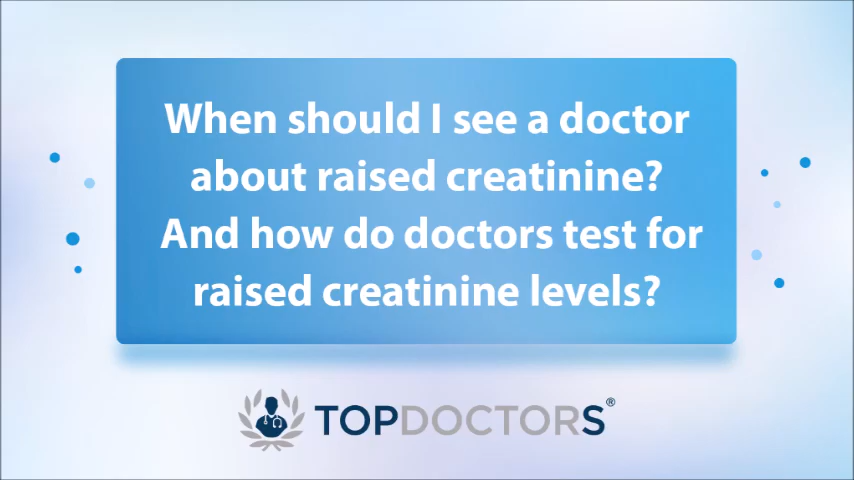 When should I see a doctor
about raised creatinine?
And how do doctors test for
raised creatinine levels?
TOPDOCTORS®